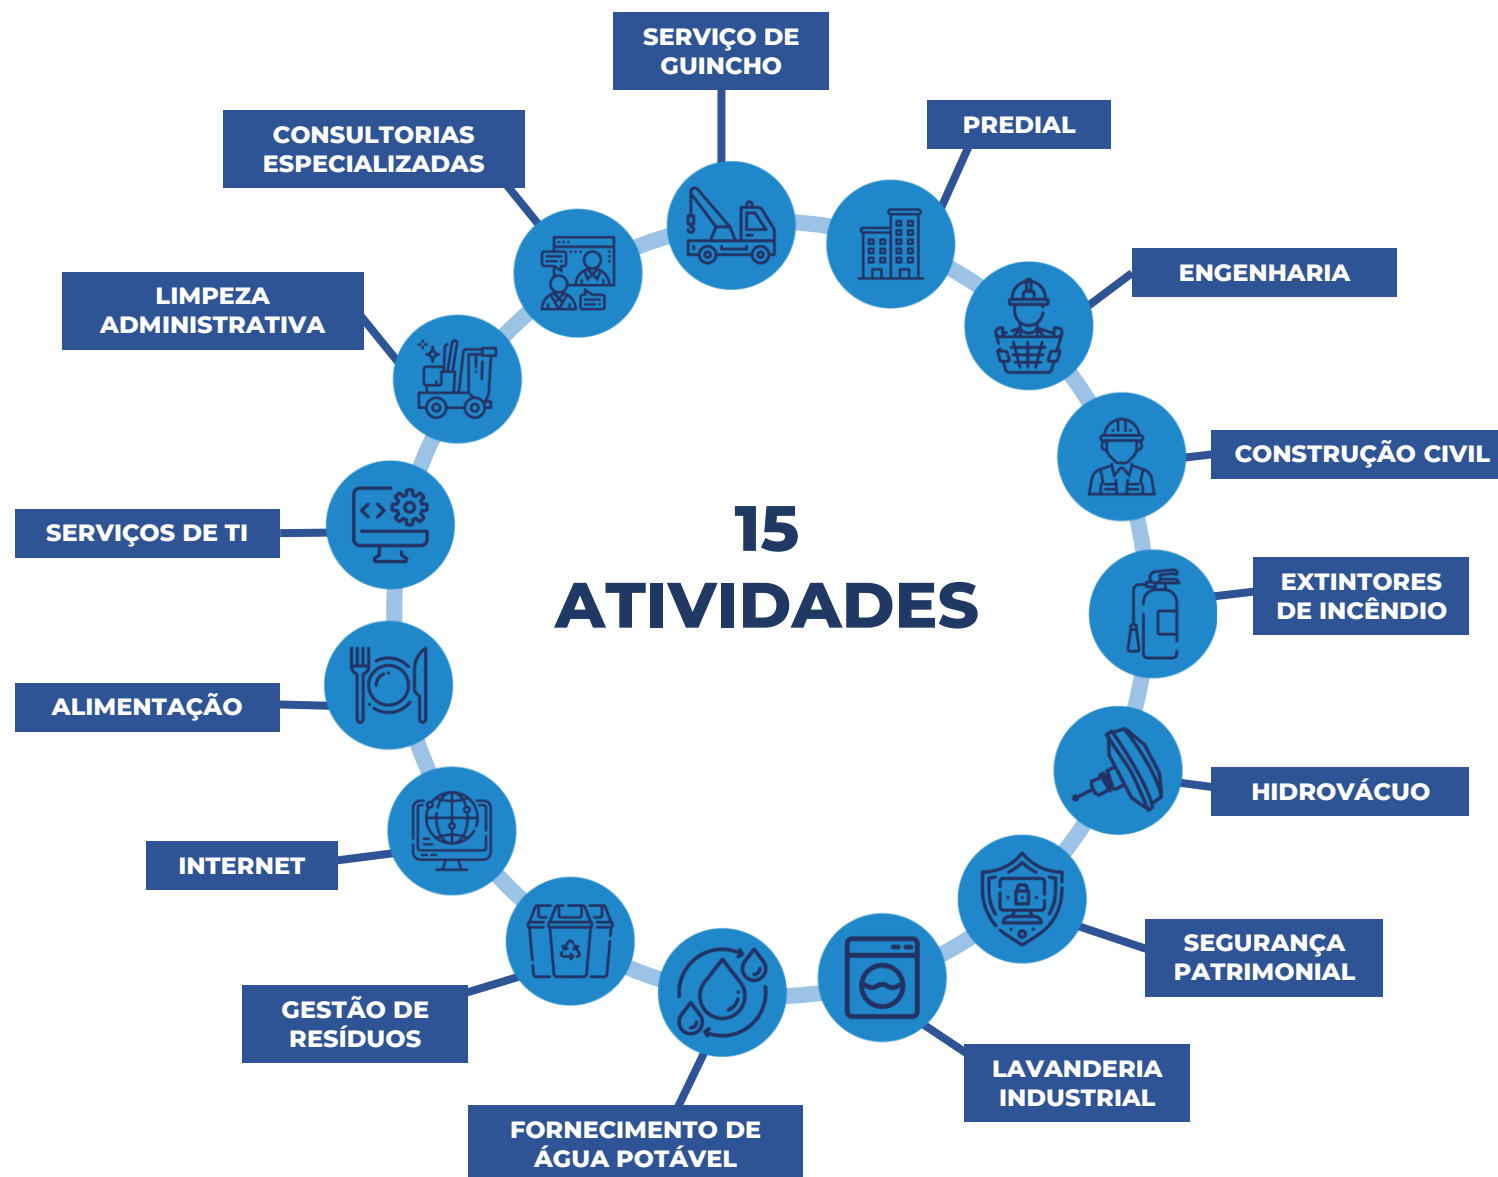 SERVIÇO DE
GUINCHO
PREDIAL
ENGENHARIA
CONSTRUÇÃO CIVIL
EXTINTORES
DE INCÊNDIO
HIDROVÁCUO
SEGURANÇA
PATRIMONIAL
LAVANDERIA
INDUSTRIAL
FORNECIMENTO DE
ÁGUA POTÁVEL
GESTÃO DE
RESÍDUOS
INTERNET
ALIMENTAÇÃO
SERVIÇOS DE TI
LIMPEZA
ADMINISTRATIVA
CONSULTORIAS
ESPECIALIZADAS
15
ATIVIDADES